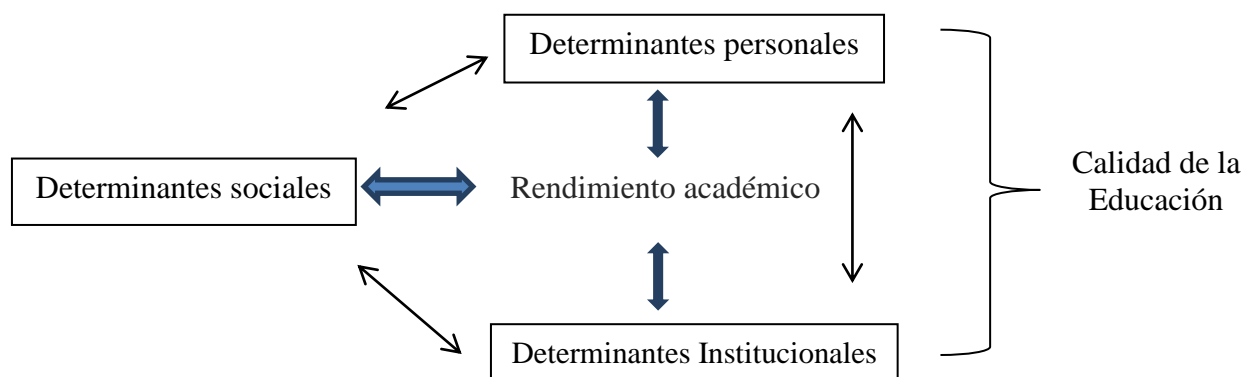 Determinantes personales
Determinantes sociales
Rendimiento académico
Calidad de la
Educación
Determinantes Institucionales